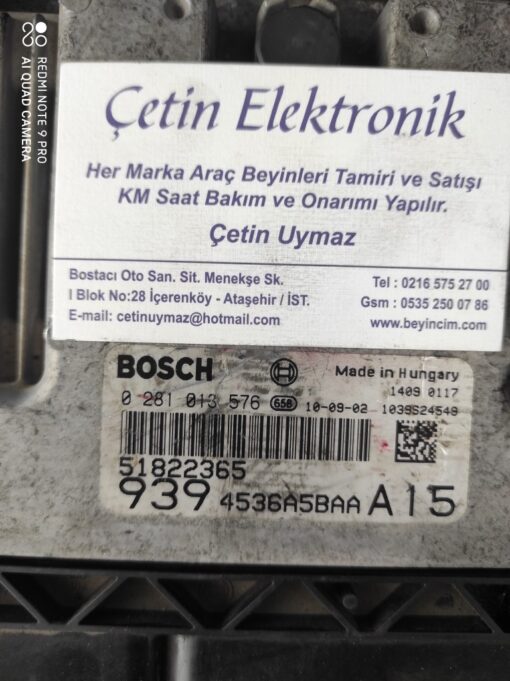 REDMI NOTE 9 PRO
AI QUAD CAMERA
Çetin Elektronik
Her Marka Araç Beyinleri Tamiri ve Satışı
KM Saat Bakım ve Onarımı Yapılır.
Çetin Uymaz
Bostacı Oto San. Sit. Menekşe Sk.
I Blok No:28 İçerenköy - Ataşehir / İST.
E-mail: cetinuymaz@hotmail.com
Tel : 0216 575 27 00
Gsm : 0535 250 07 86
www.beyincim.com
BOSCH
Made in Hungary
1409 0117
0 281 013 576 658 10-09-02 1039S24549
51822365
939 4536A5BAA A15